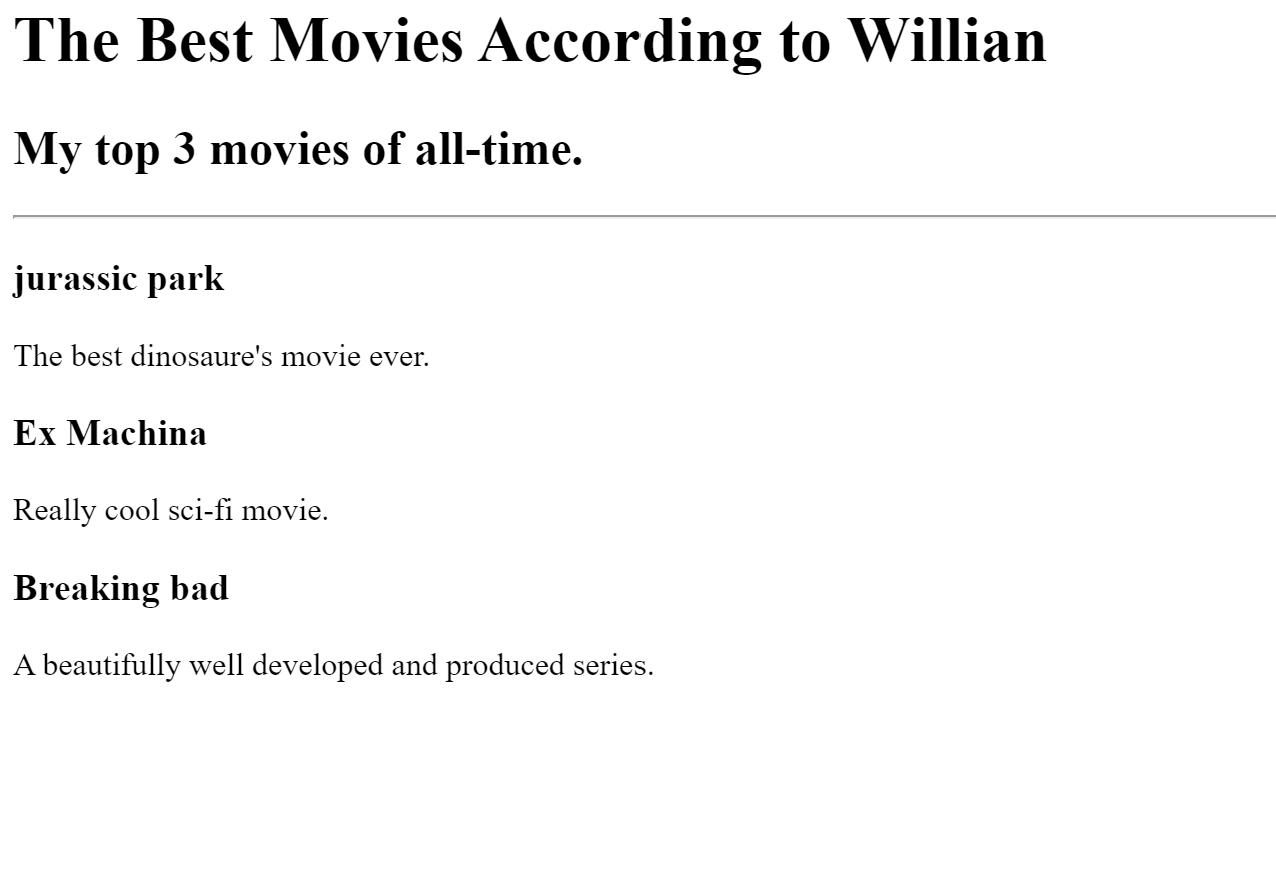 The Best Movies According to Willian
My top 3 movies of all-time.
jurassic park
The best dinosaure's movie ever.
Ex Machina
Really cool sci-fi movie.
Breaking bad
A beautifully well developed and produced series.